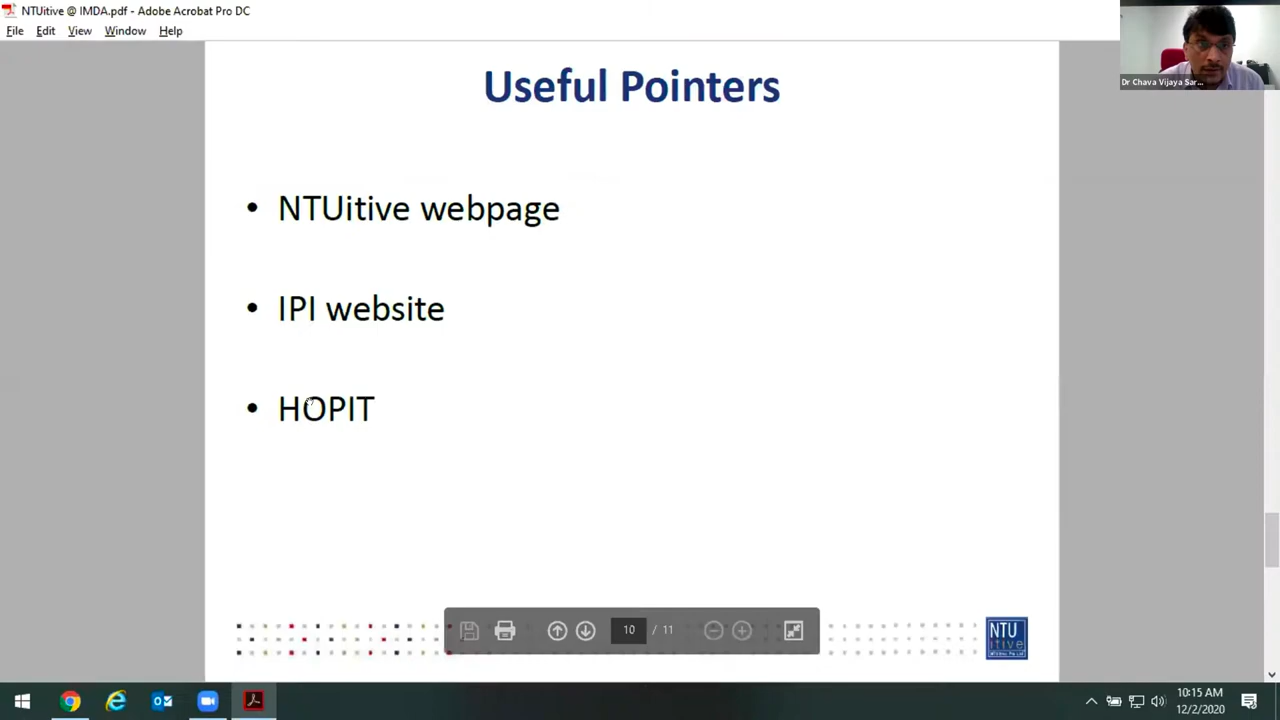 NTUitive @ IMDA.pdf - Adobe Acrobat Pro DC
File Edit View Window Help
Dr Chava Vijaya Sar...
Useful Pointers
• NTUitive webpage
• IPI website
• HOPIT
10 / 11
NTU
itive
10:15 AM
12/2/2020